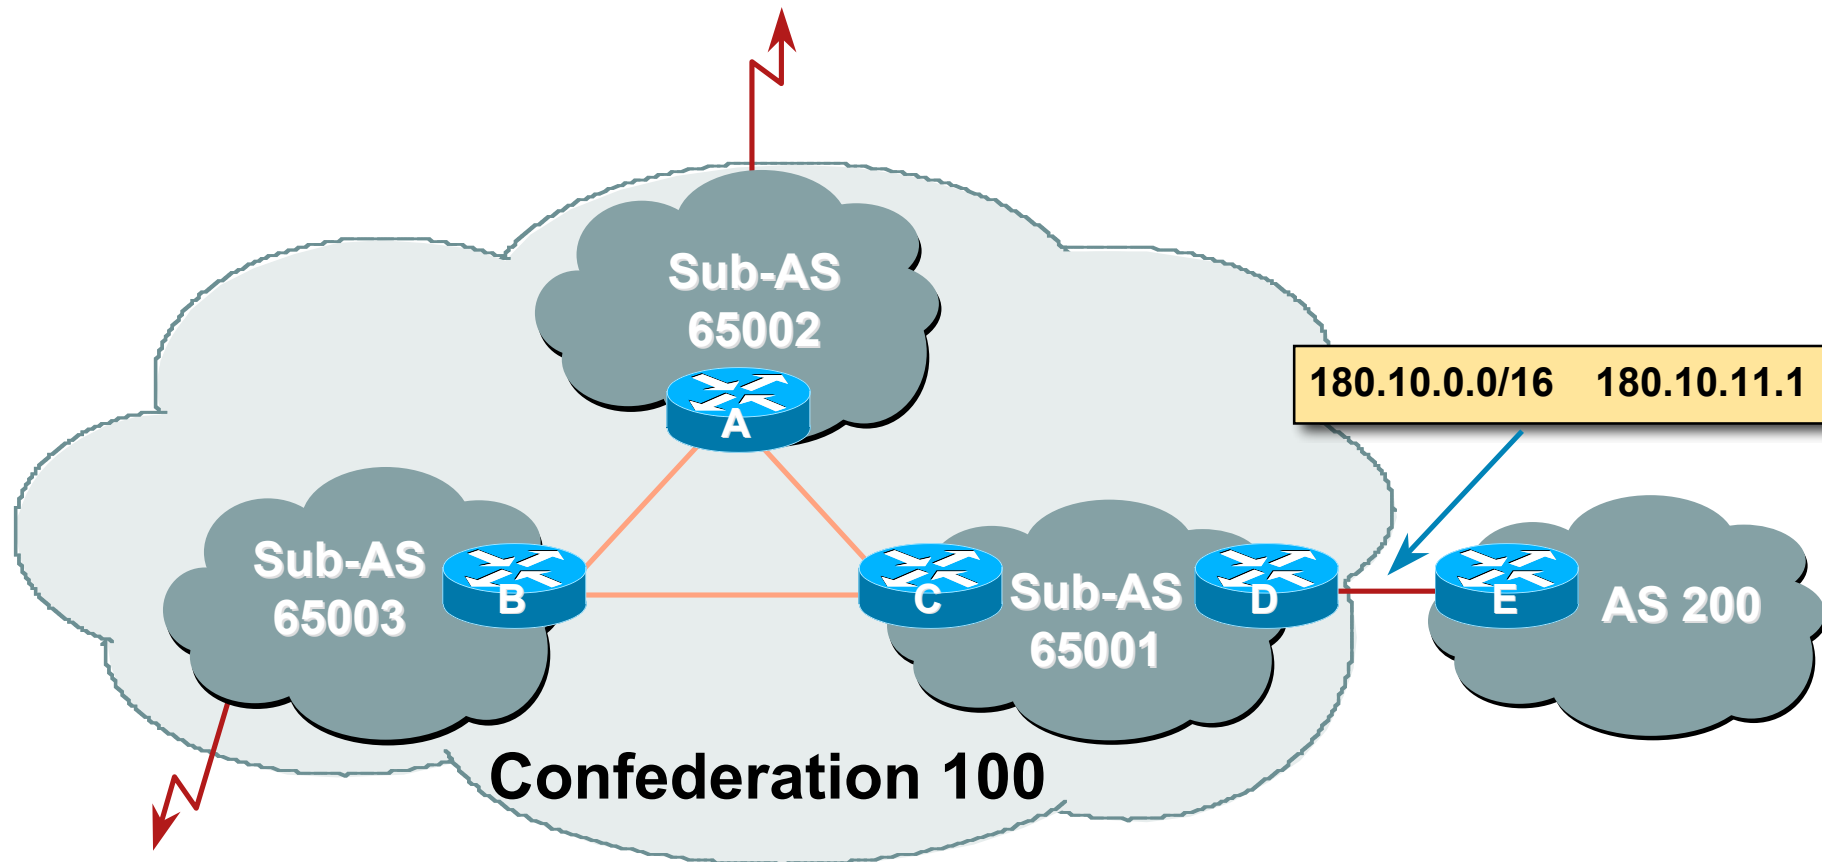 Sub-AS
65002
180.10.0.0/16 180.10.11.1
A
Sub-AS
65003
B
C
Sub-AS
65001
D
E
AS 200
Confederation 100